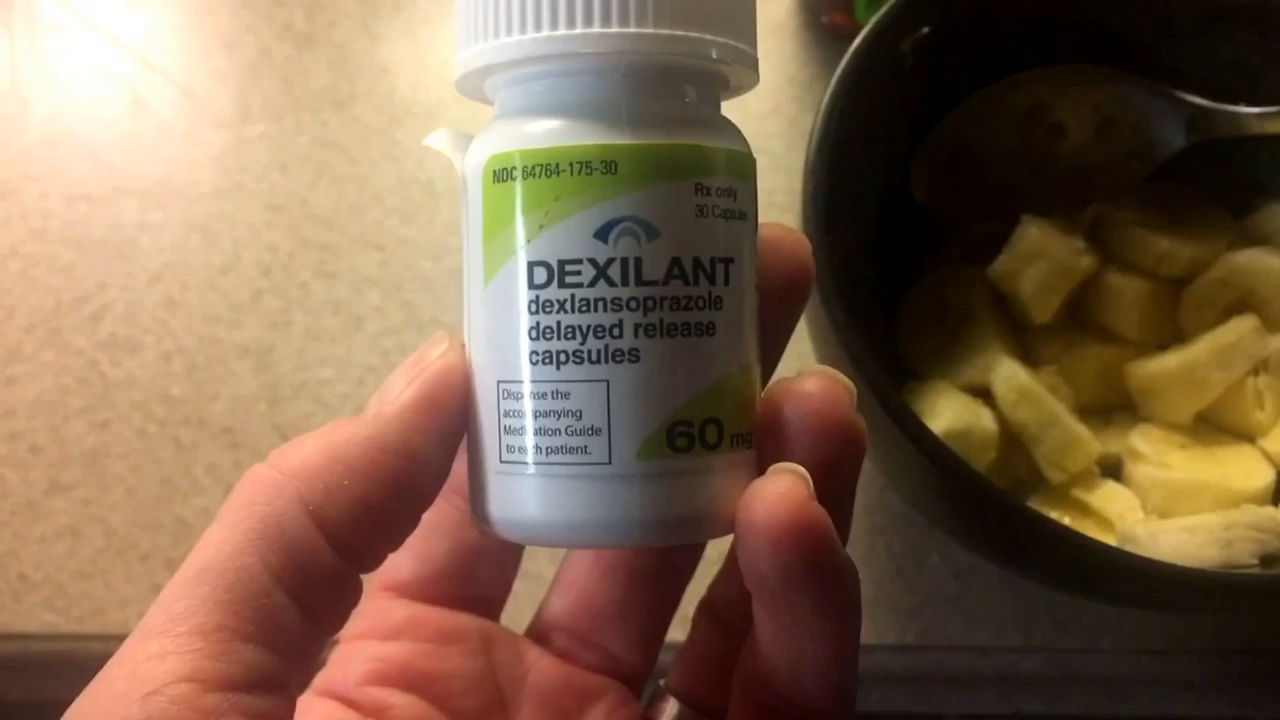 NDC 64764-175-30
Rx only
30 Capsules
DEXILANT
dexlansoprazole
delayed release
capsules
Dispense the
accompanying
Medication Guide
to each patient.
60 mg